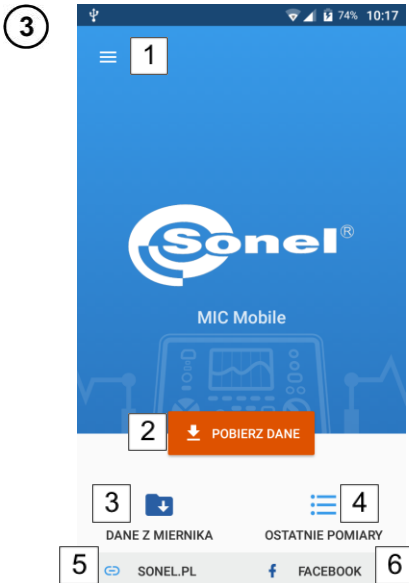 3
74% 10:17
1
Sonel®
MIC Mobile
2 POBIERZ DANE
3 4
DANE Z MIERNIKA OSTATNIE POMIARY
5 SONEL.PL f FACEBOOK 6